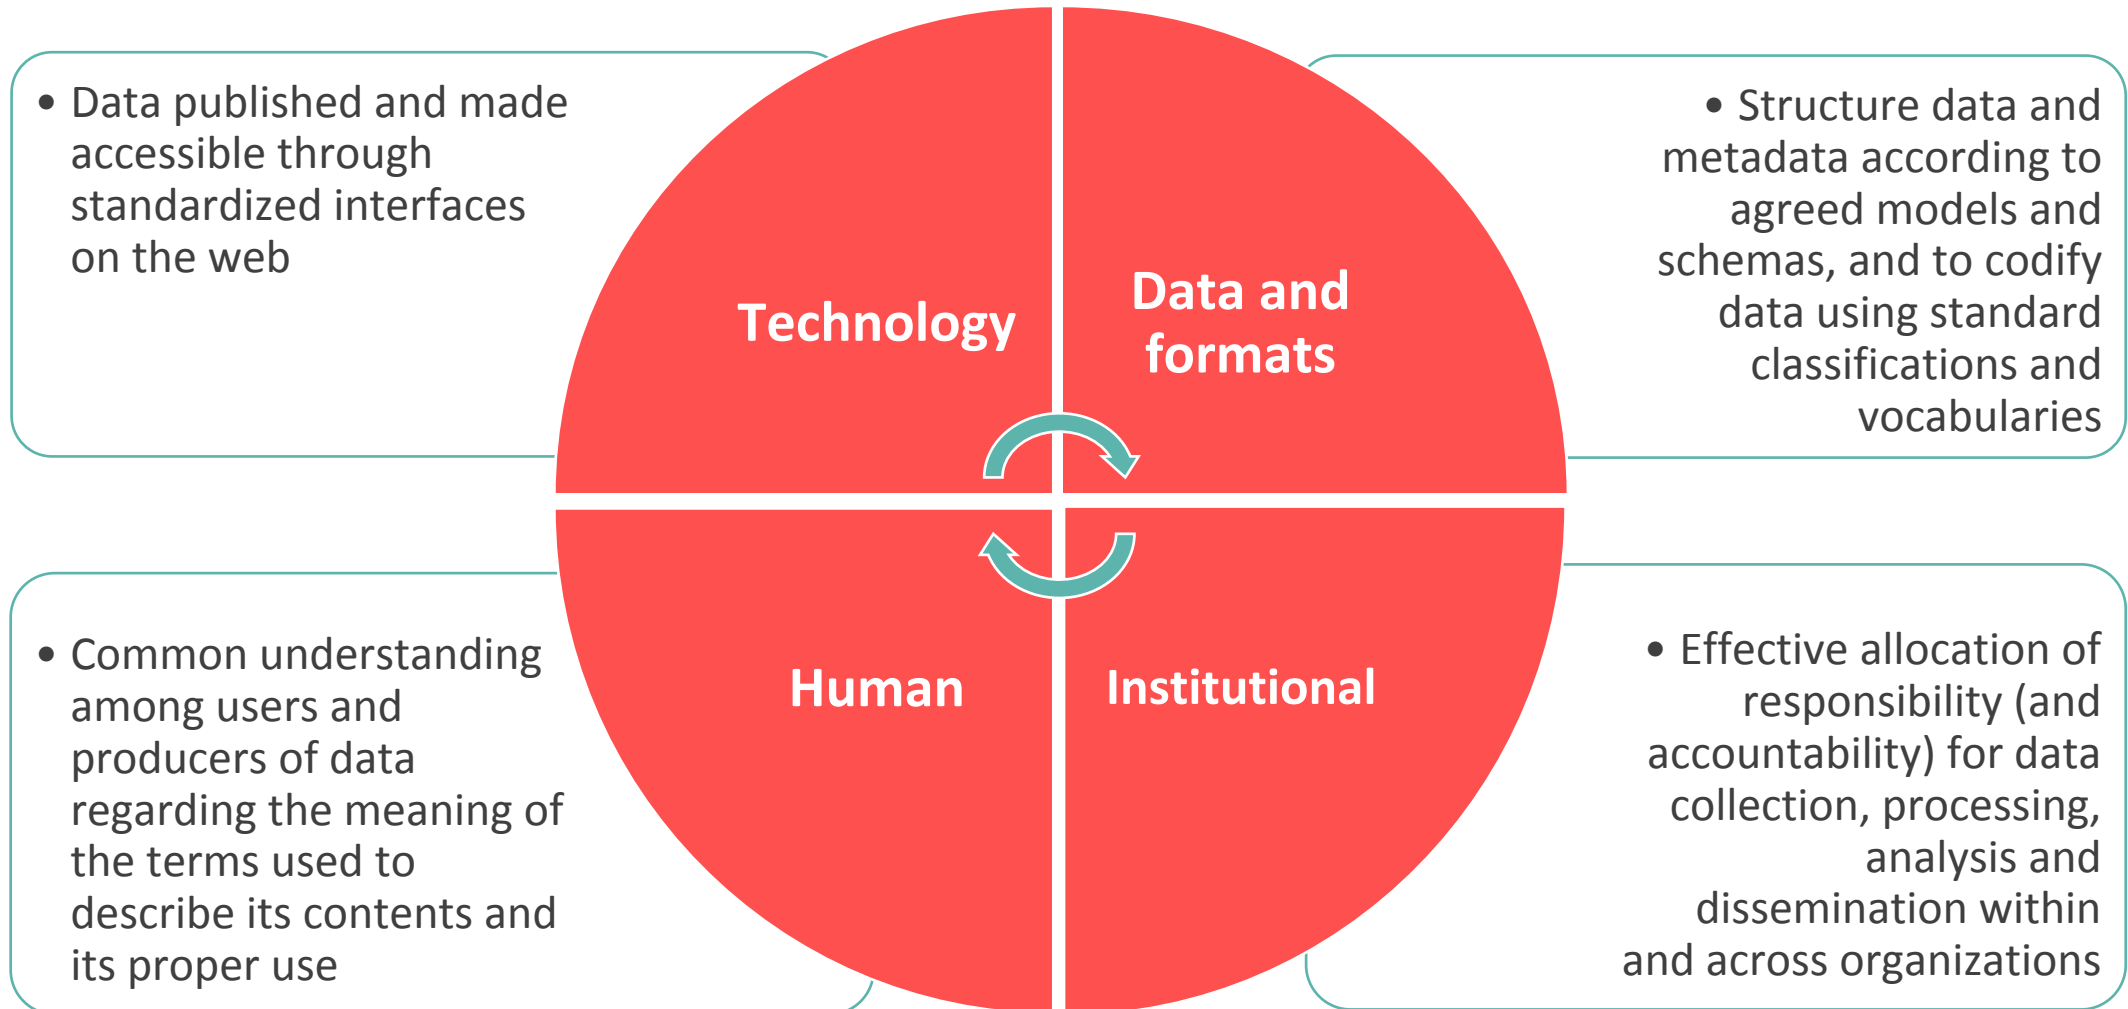 • Data published and made
accessible through
standardized interfaces
on the web
Technology
Data and
formats
• Structure data and
metadata according to
agreed models and
schemas, and to codify
data using standard
classifications and
vocabularies
• Common understanding
among users and
producers of data
regarding the meaning of
the terms used to
describe its contents and
its proper use
Human
Institutional
• Effective allocation of
responsibility (and
accountability) for data
collection, processing,
analysis and
dissemination within
and across organizations